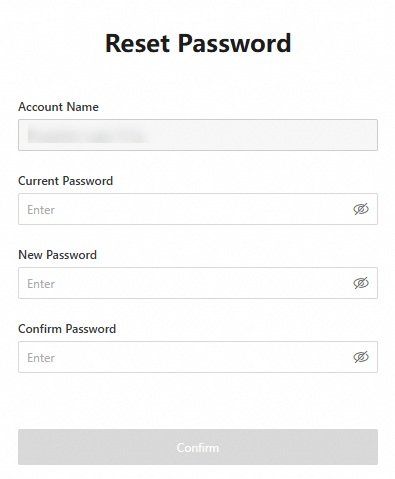 Reset Password
Account Name
Current Password
Enter
New Password
Enter
Confirm Password
Enter
Confirm